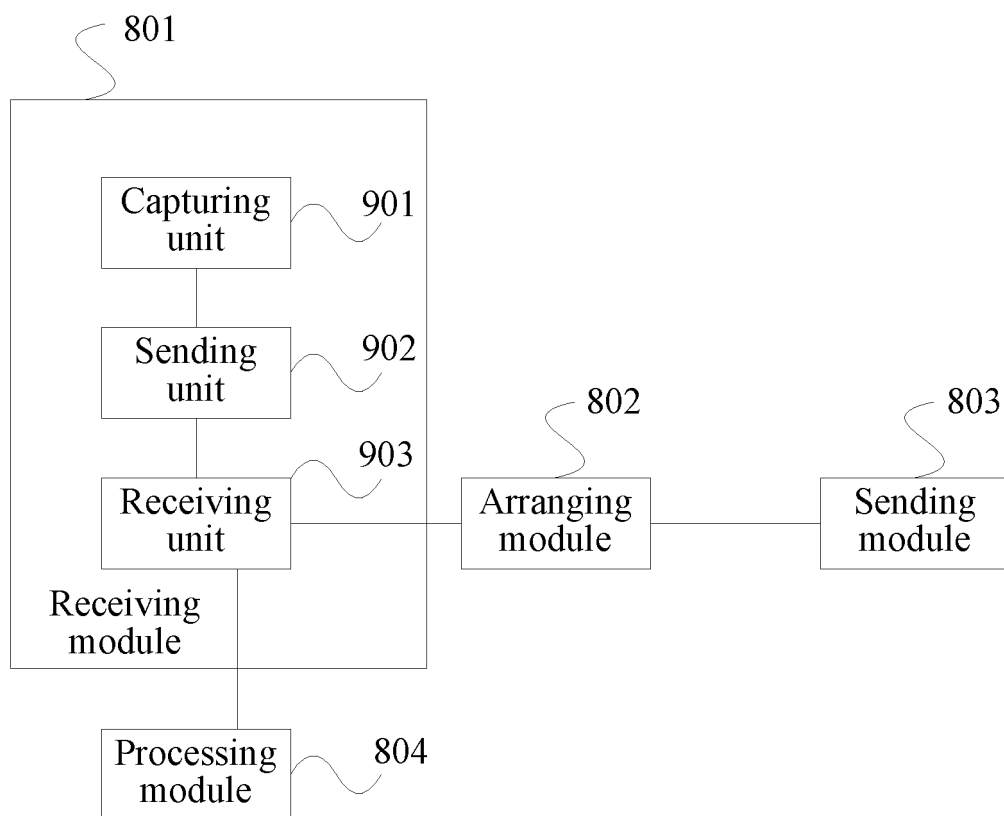 801
Capturing
unit
901
Sending
unit
902
903
Receiving
unit
802
Arranging
module
803
Sending
module
Receiving
module
Processing
module
804